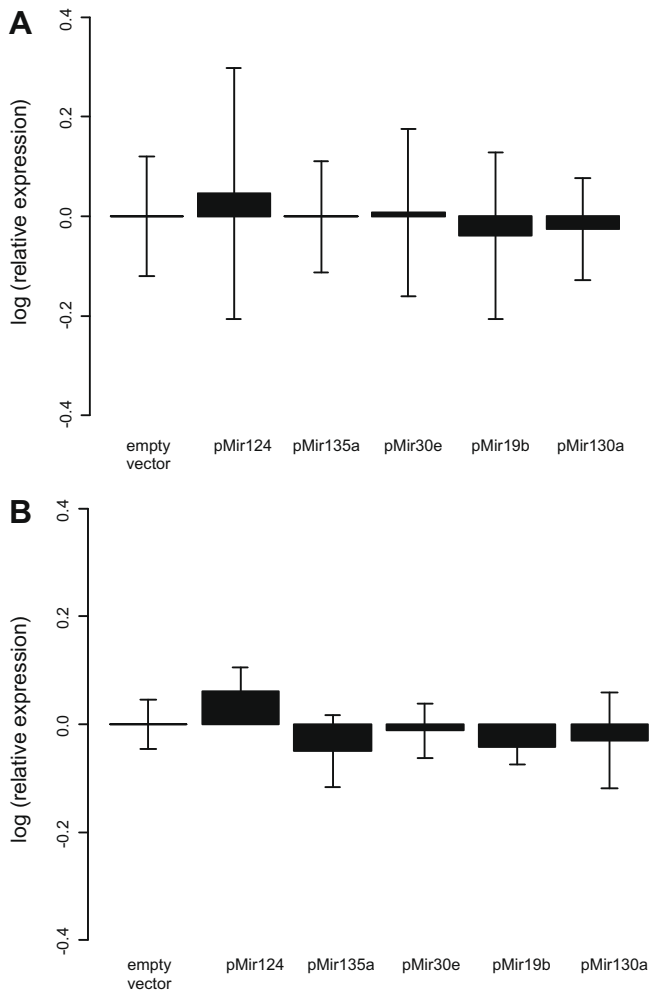 A
log (relative expression)
0.4
0.2
0.0
-0.2
-0.4
empty vector
pMir124
pMir135a
pMir30e
pMir19b
pMir130a
B
log (relative expression)
0.4
0.2
0.0
-0.2
-0.4
empty vector
pMir124
pMir135a
pMir30e
pMir19b
pMir130a